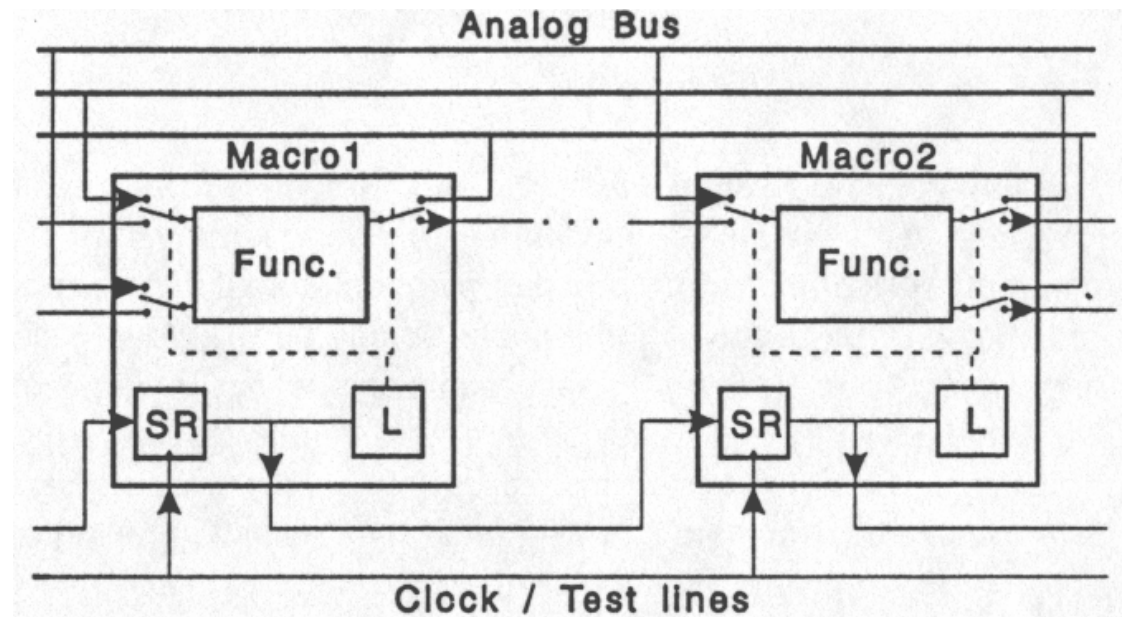 Analog Bus
Macro1
Macro2
Func.
Func.
SR
L
SR
L
Clock / Test lines